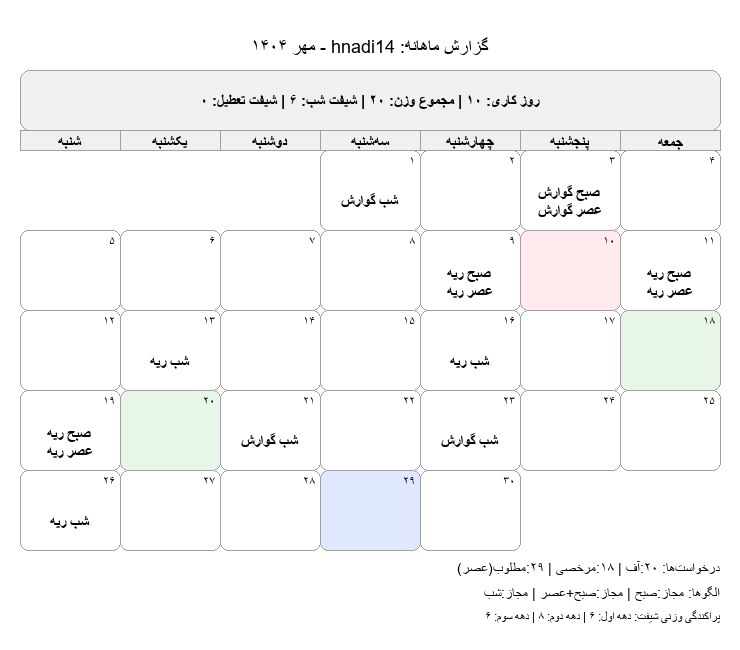 گزارش ماهانه: hnadi14 - مهر ۱۴۰۴
روز کاری: ۱۰ | مجموع وزن: ۲۰ | شیفت شب: ۶ | شیفت تعطیل: ۰
شنبه یکشنبه دوشنبه سه‌شنبه چهارشنبه پنجشنبه جمعه
۱ ۲ ۳ ۴
شب گوارش
صبح گوارش
عصر گوارش
۵ ۶ ۷ ۸ ۹ ۱۰ ۱۱
صبح ریه صبح ریه
عصر ریه عصر ریه
۱۲ ۱۳ ۱۴ ۱۵ ۱۶ ۱۷ ۱۸
شب ریه شب ریه
۱۹ ۲۰ ۲۱ ۲۲ ۲۳ ۲۴ ۲۵
صبح ریه
عصر ریه
شب گوارش شب گوارش
۲۶ ۲۷ ۲۸ ۲۹ ۳۰
شب ریه
درخواست‌ها: ۲۰:آف | ۱۸:مرخصی | ۲۹:مطلوب(عصر)
الگوها: مجاز:صبح | مجاز:صبح+عصر | مجاز:شب
پراکندگی وزنی شیفت: دهه اول: ۶ | دهه دوم: ۸ | دهه سوم: ۶